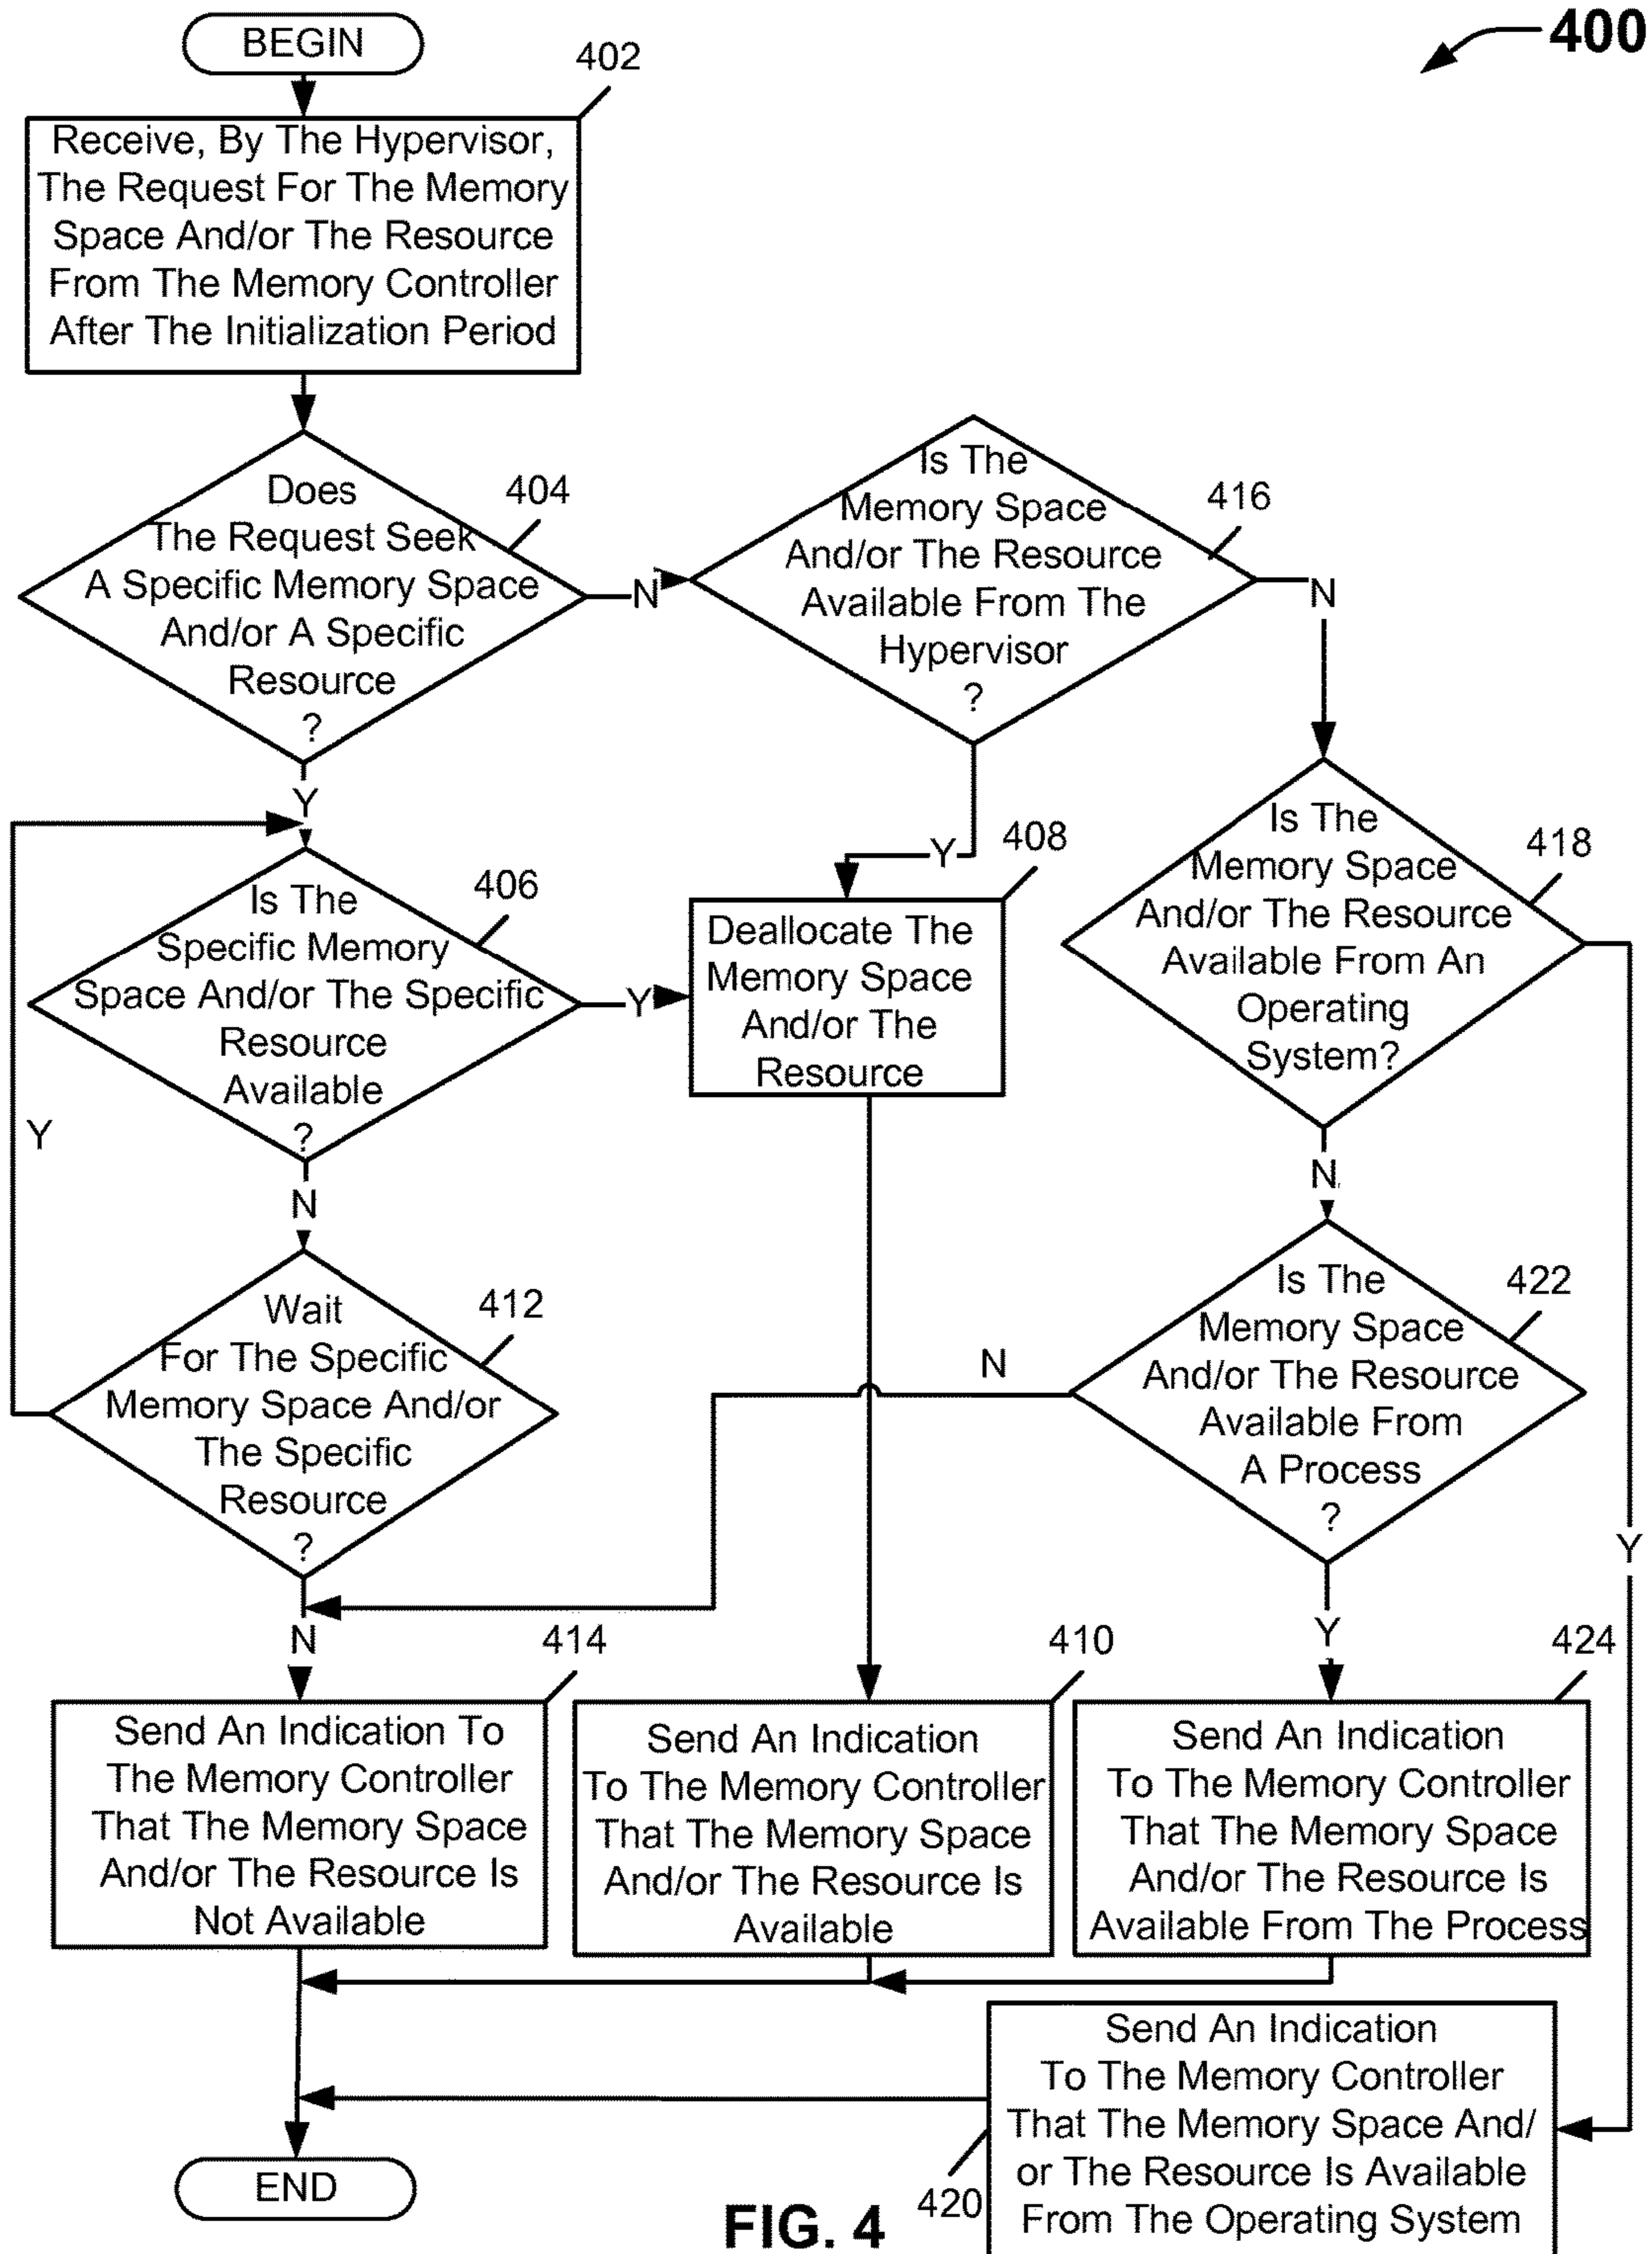 400
BEGIN
402
Receive, By The Hypervisor,
The Request For The Memory
Space And/or The Resource
From The Memory Controller
After The Initialization Period
Does
The Request Seek
A Specific Memory Space
And/or A Specific
Resource
?
404
N
Y
Is The
Memory Space
And/or The Resource
Available From The
Hypervisor
?
416
N
Y
Is The
Specific Memory
Space And/or The Specific
Resource
Available
?
406
Y
N
Deallocate The
Memory Space
And/or The
Resource
408
Is The
Memory Space
And/or The Resource
Available From An
Operating
System?
418
N
Y
Wait
For The Specific
Memory Space And/or
The Specific
Resource
?
412
Y
N
Is The
Memory Space
And/or The Resource
Available From
A Process
?
422
N
Y
414
Send An Indication To
The Memory Controller
That The Memory Space
And/or The Resource Is
Not Available
410
Send An Indication
To The Memory Controller
That The Memory Space
And/or The Resource Is
Available
424
Send An Indication
To The Memory Controller
That The Memory Space
And/or The Resource Is
Available From The Process
Send An Indication
To The Memory Controller
That The Memory Space And/
or The Resource Is Available
From The Operating System
420
END
FIG. 4